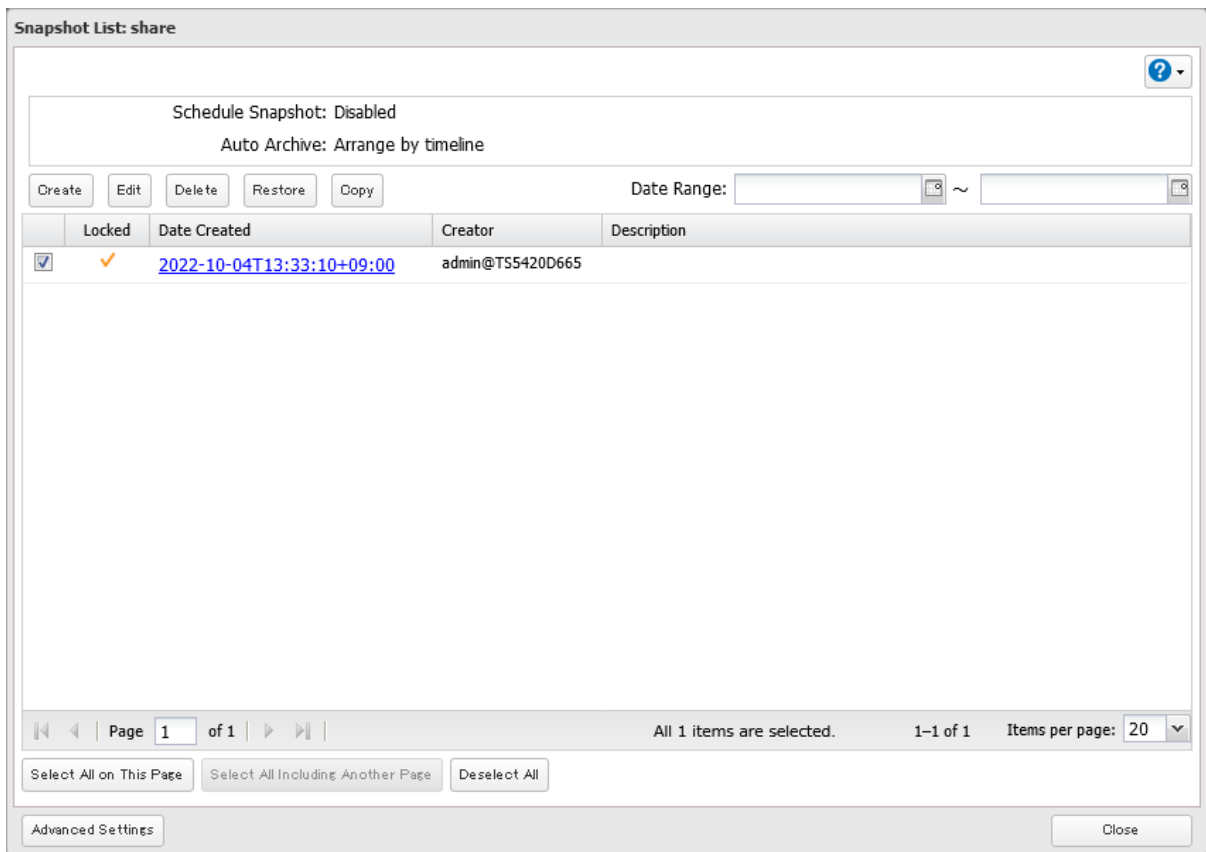 Snapshot List: share
?
Schedule Snapshot: Disabled
Auto Archive: Arrange by timeline
Create Edit Delete Restore Copy Date Range: ~
Locked Date Created Creator Description
2022-10-04T13:33:10+09:00 admin@TS5420D665
Page 1 of 1 All 1 items are selected. 1–1 of 1 Items per page: 20
Select All on This Page Select All Including Another Page Deselect All
Advanced Settings Close